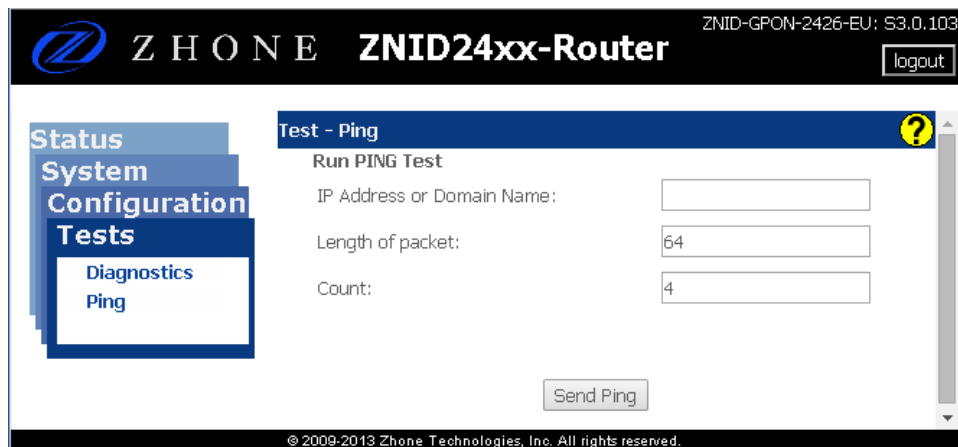 ZHONE ZNID24xx-Router
ZNID-GPON-2426-EU: S3.0.103
logout
Status
System
Configuration
Tests
Diagnostics
Ping
Test - Ping
?
Run PING Test
IP Address or Domain Name:
Length of packet: 64
Count: 4
Send Ping
© 2009-2013 Zhone Technologies, Inc. All rights reserved.